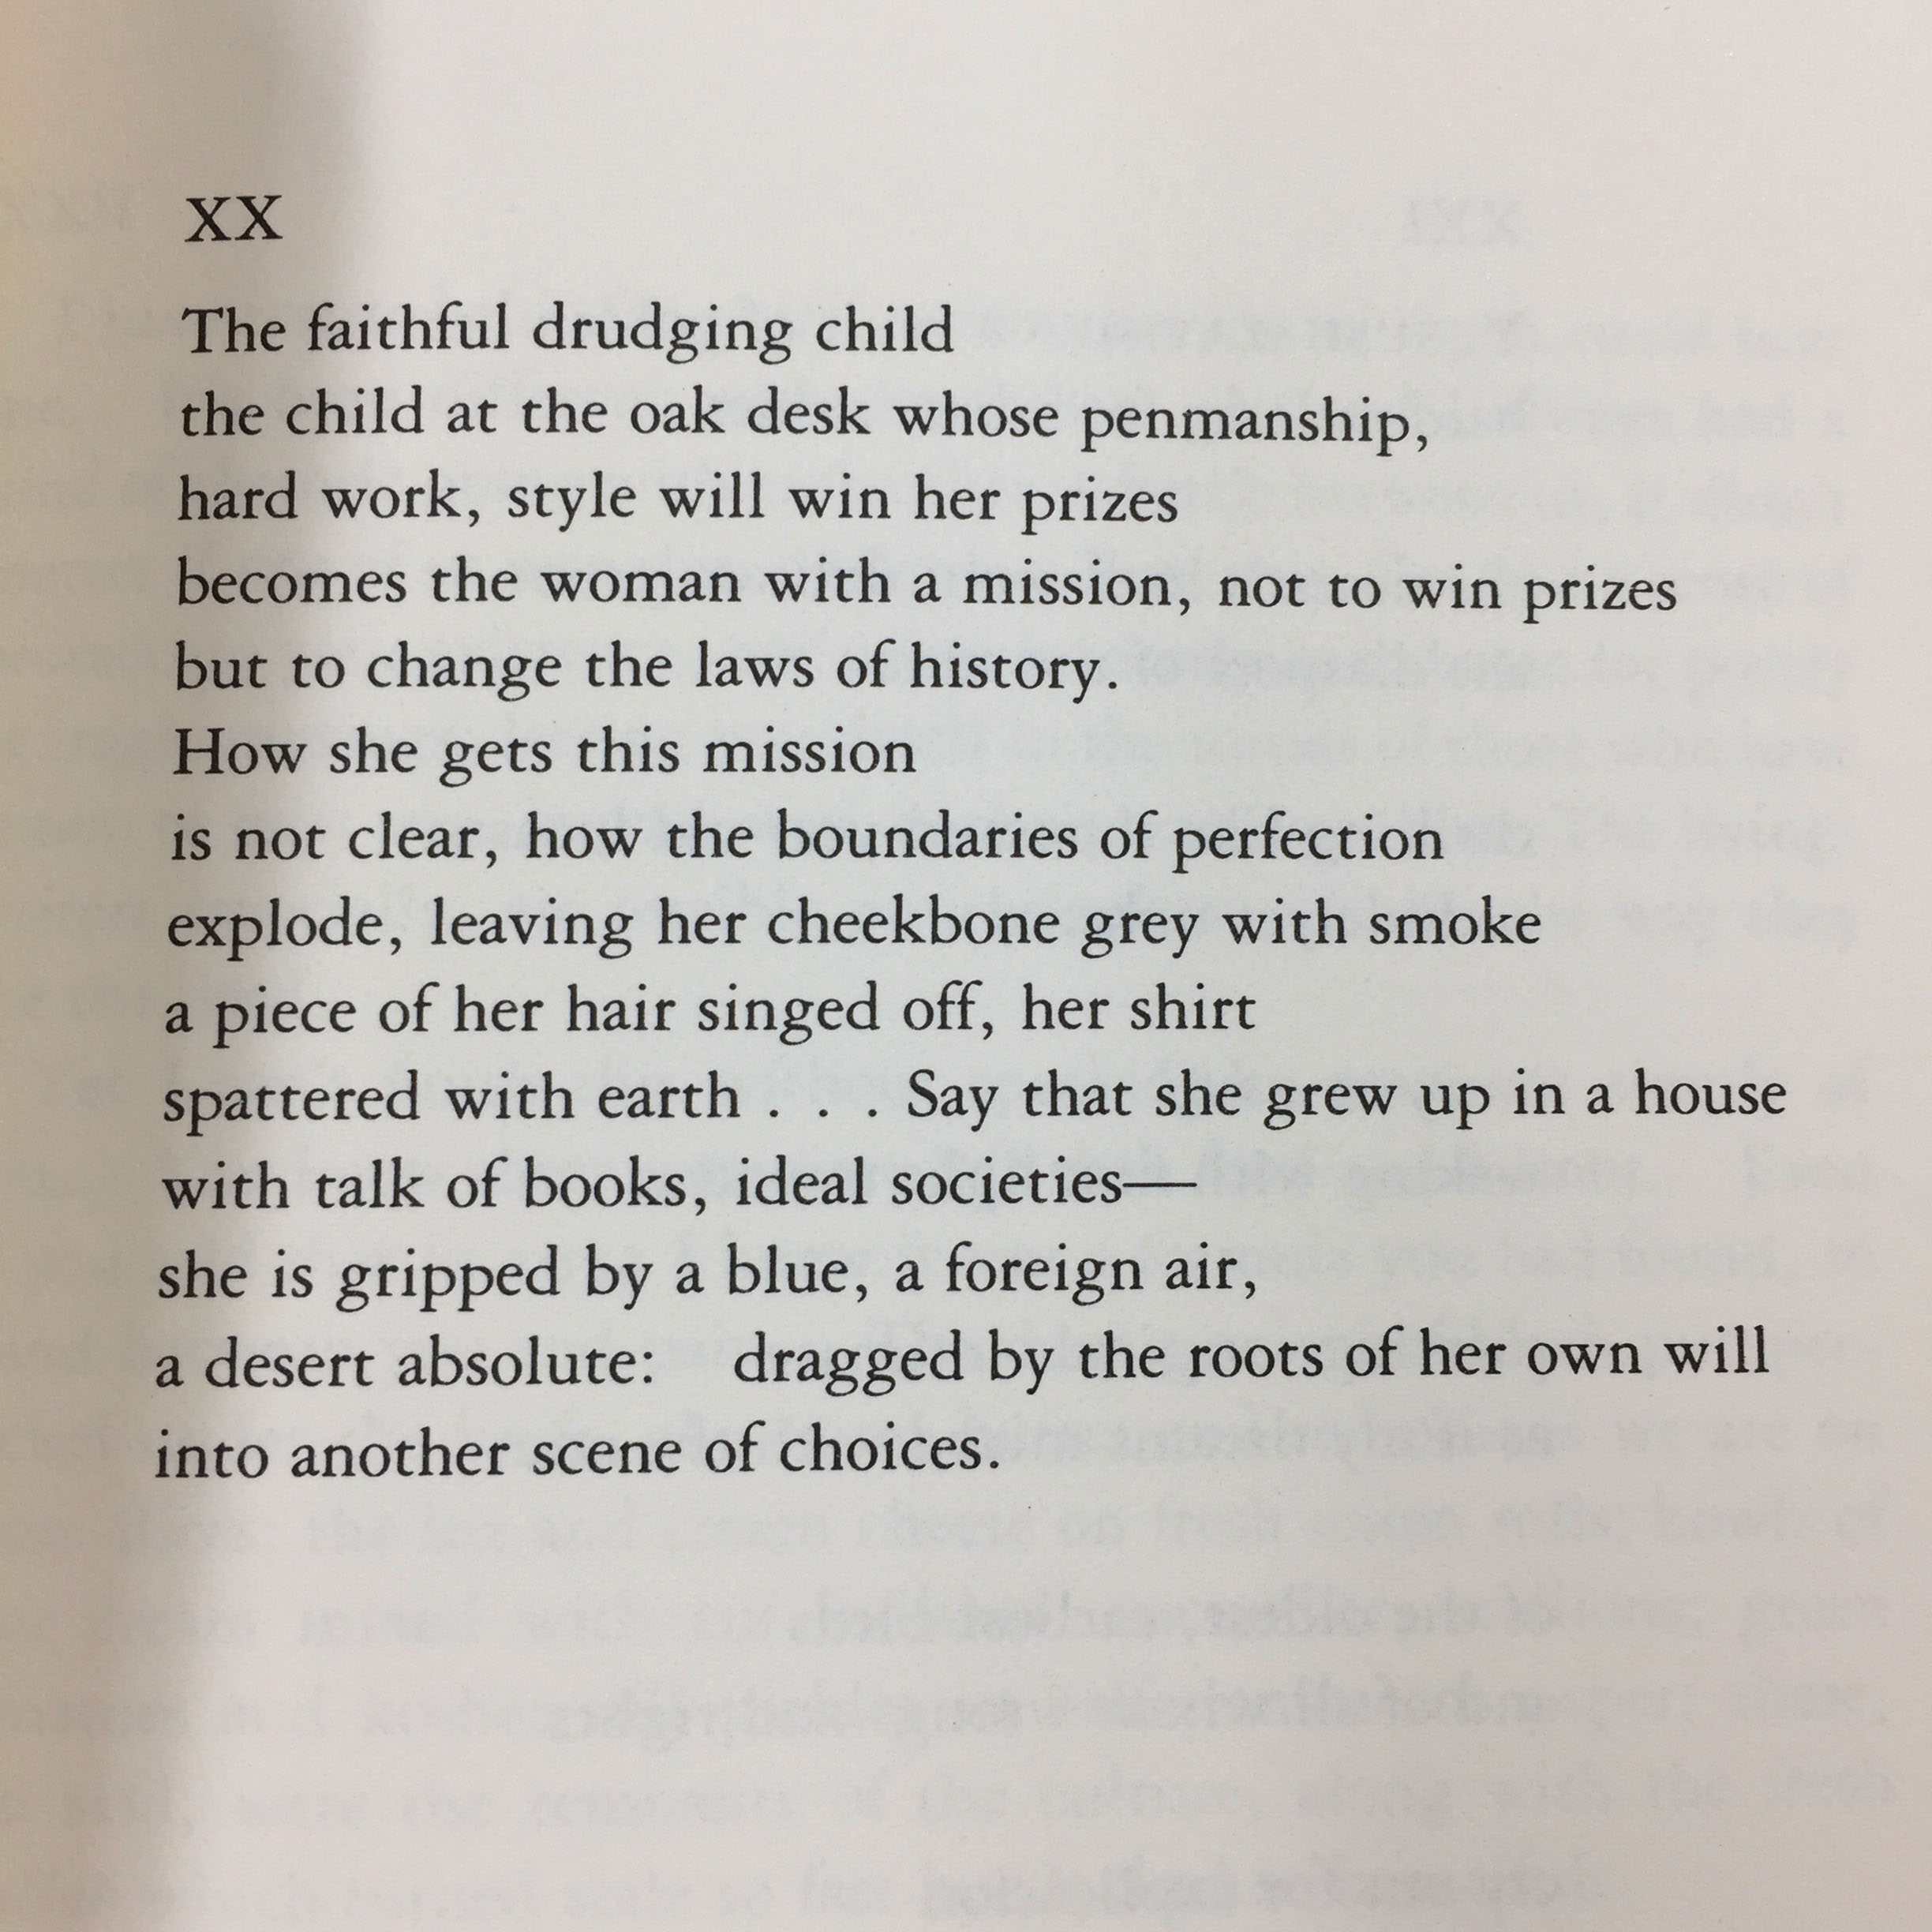 XX
The faithful drudging child
the child at the oak desk whose penmanship,
hard work, style will win her prizes
becomes the woman with a mission, not to win prizes
but to change the laws of history.
How she gets this mission
is not clear, how the boundaries of perfection
explode, leaving her cheekbone grey with smoke
a piece of her hair singed off, her shirt
spattered with earth . . . Say that she grew up in a house
with talk of books, ideal societies—
she is gripped by a blue, a foreign air,
a desert absolute:   dragged by the roots of her own will
into another scene of choices.